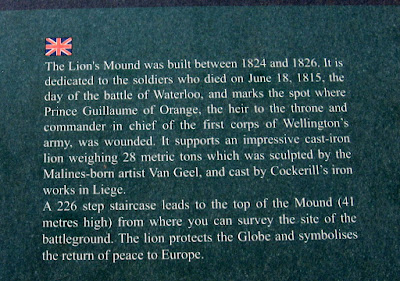 The Lion's Mound was built between 1824 and 1826. It is
dedicated to the soldiers who died on June 18, 1815, the
day of the battle of Waterloo, and marks the spot where
Prince Guillaume of Orange, the heir to the throne and
commander in chief of the first corps of Wellington's
army, was wounded. It supports an impressive cast-iron
lion weighing 28 metric tons which was sculpted by the
Malines-born artist Van Geel, and cast by Cockerill's iron
works in Liege.
A 226 step staircase leads to the top of the Mound (41
metres high) from where you can survey the site of the
battleground. The lion protects the Globe and symbolises
the return of peace to Europe.